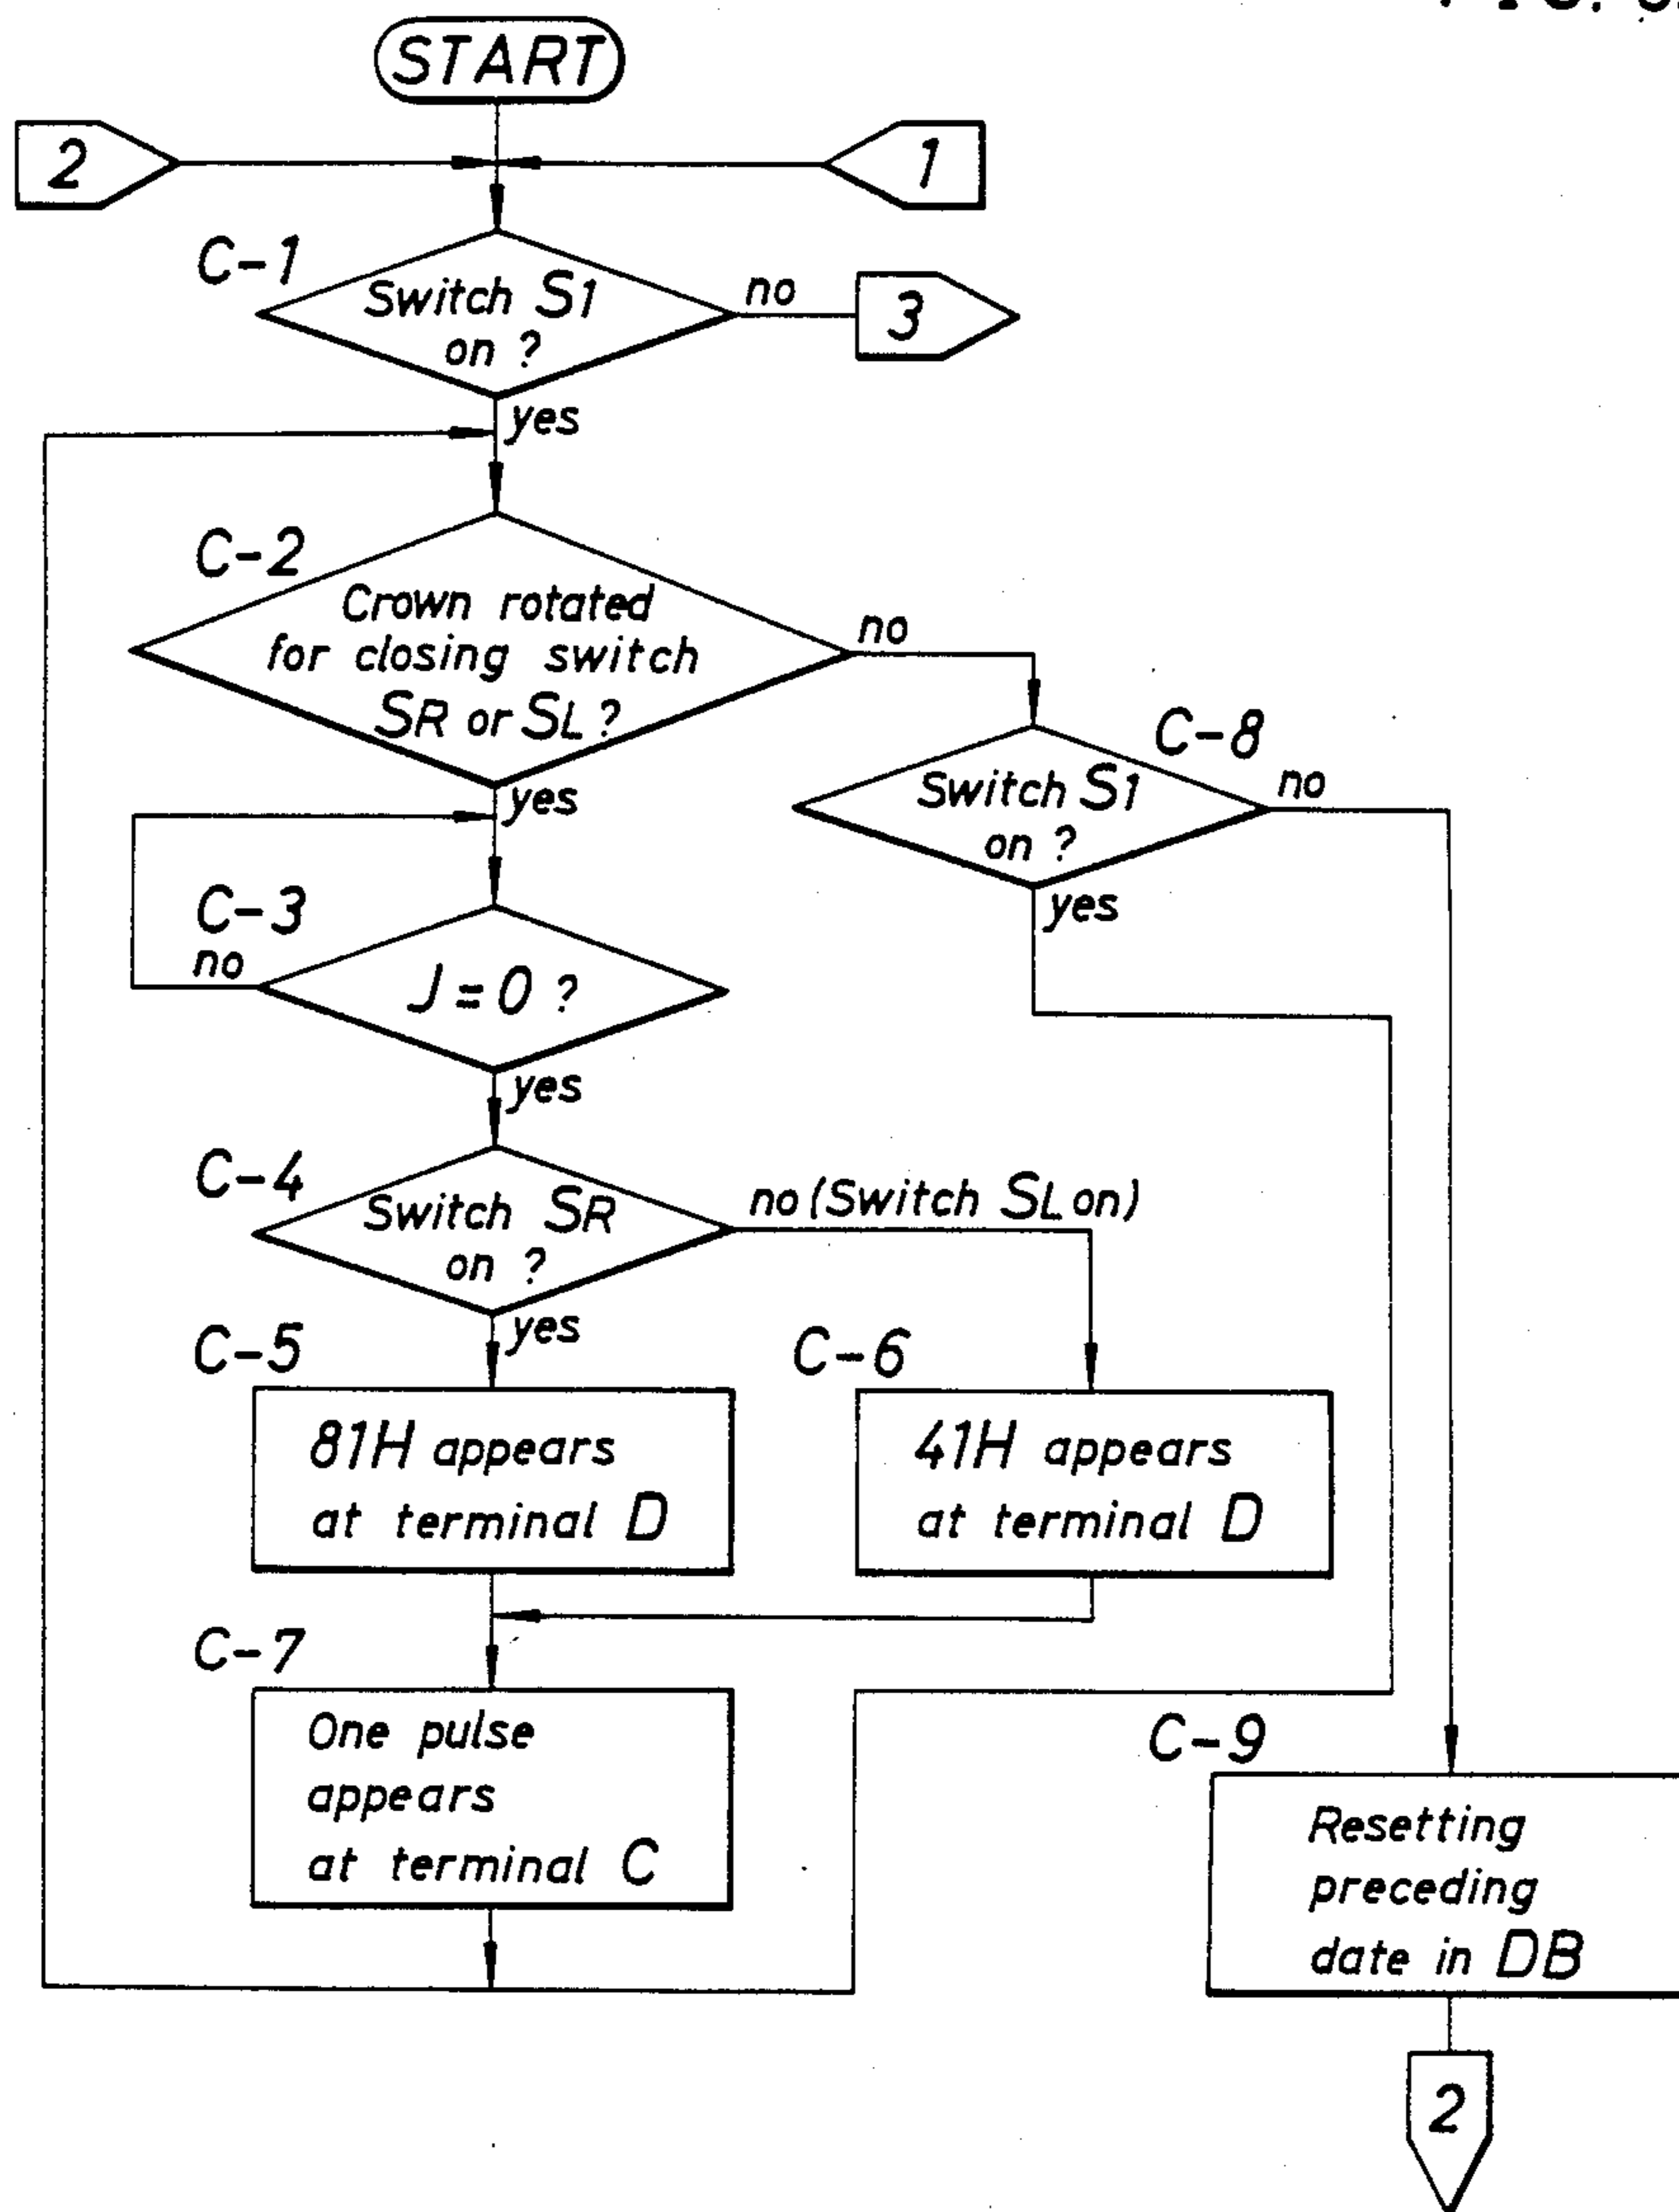 FIG.
START
2
1
C-1
Switch S1
on ?
no
3
yes
C-2
Crown rotated
for closing switch
SR or SL ?
no
yes
C-8
Switch S1
on ?
no
yes
C-3
no
J = 0 ?
yes
C-4
Switch SR
on ?
no (Switch SL on)
yes
C-5
81H appears
at terminal D
C-6
41H appears
at terminal D
C-7
One pulse
appears
at terminal C
C-9
Resetting
preceding
date in DB
2